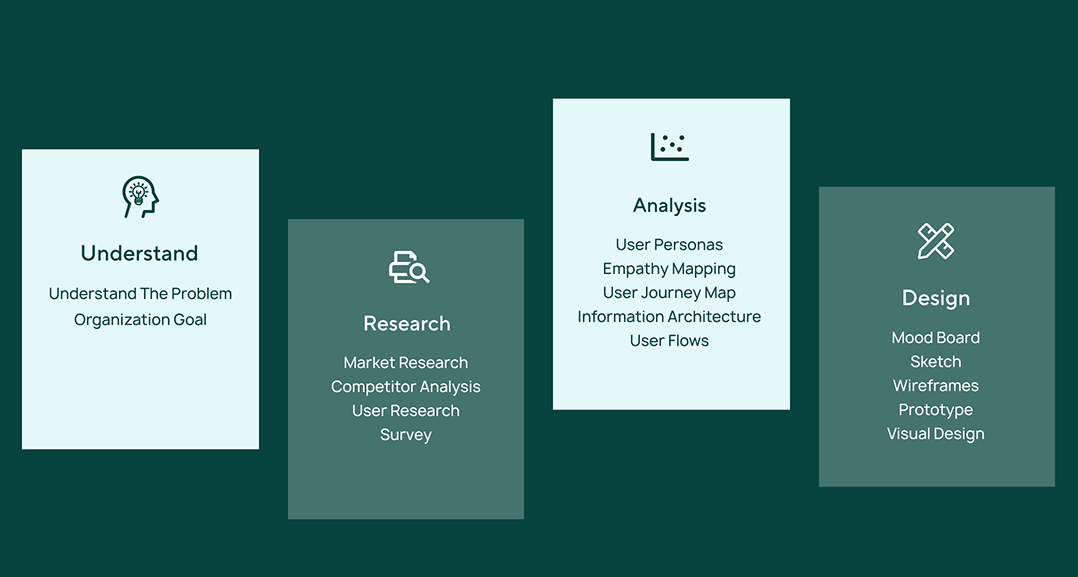 Understand
Understand The Problem
Organization Goal
Research
Market Research
Competitor Analysis
User Research
Survey
Analysis
User Personas
Empathy Mapping
User Journey Map
Information Architecture
User Flows
Design
Mood Board
Sketch
Wireframes
Prototype
Visual Design